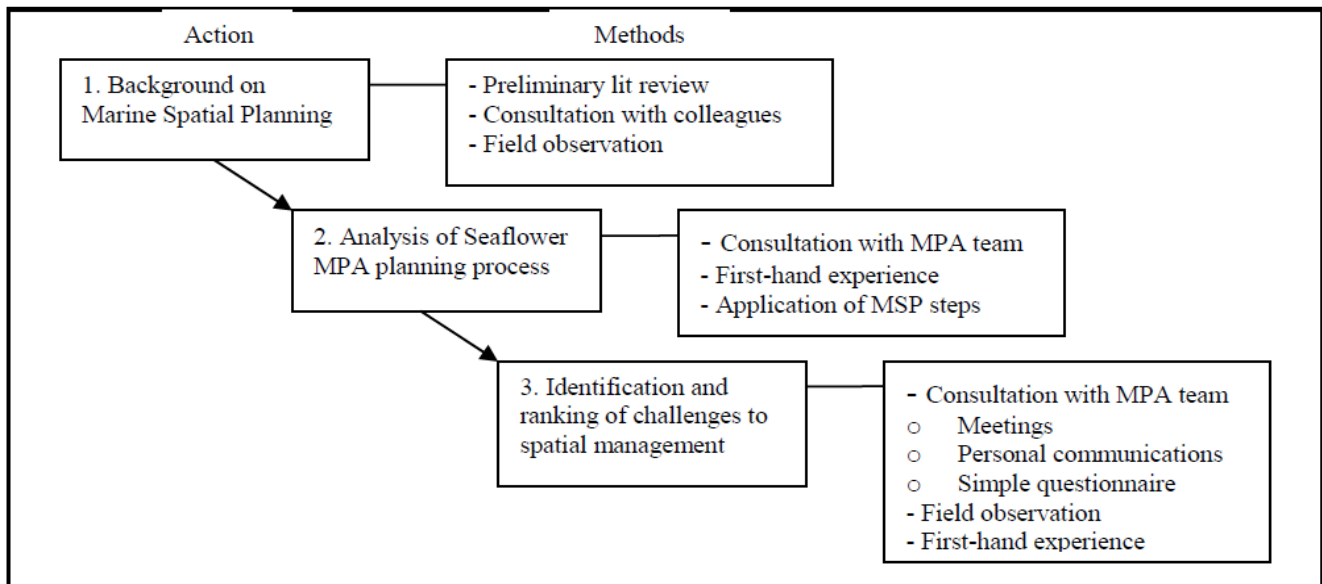 Action
Methods
1. Background on
Marine Spatial Planning
- Preliminary lit review
- Consultation with colleagues
- Field observation
2. Analysis of Seaflower
MPA planning process
- Consultation with MPA team
- First-hand experience
- Application of MSP steps
3. Identification and
ranking of challenges to
spatial management
- Consultation with MPA team
o Meetings
o Personal communications
o Simple questionnaire
- Field observation
- First-hand experience